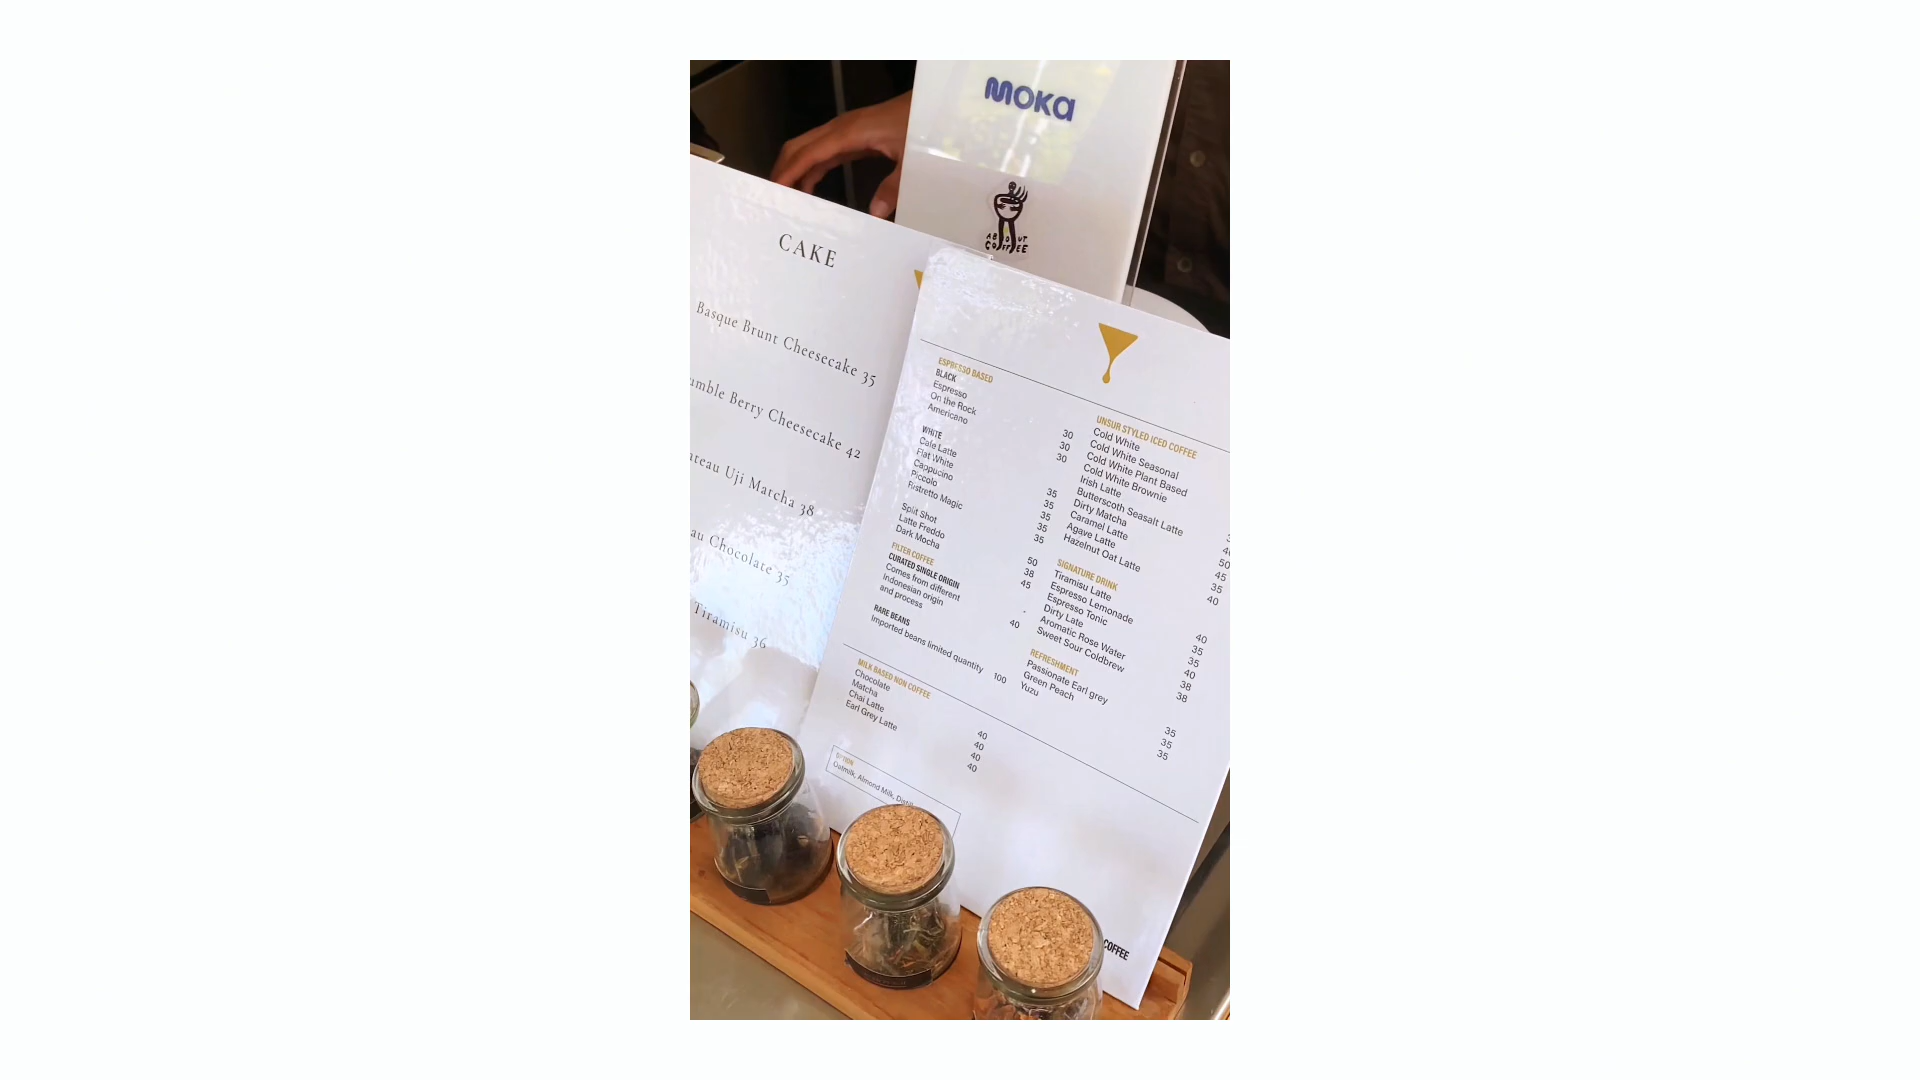 MOKA
ABOUT
COFFEE
CAKE
Basque Brunt Cheesecake 35
Berry Cheesecake 42
Uji Matcha 38
Chocolate 35
Tiramisu 36
ESPRESSO BASED
BLACK
Espresso 30
On the Rock 30
Americano 30
WHITE
Cafe Latte 35
Flat White 35
Cappucino 35
Piccolo 35
Ristretto Magic 35
Split Shot 50
Latte Freddo 38
Dark Mocha 45
FILTER COFFEE
CURATED SINGLE ORIGIN
Comes from different
Indonesian origin
and process 40
RARE BEANS
Imported beans limited quantity 100
MILK BASED NON COFFEE
Chocolate 40
Matcha 40
Chai Latte 40
Earl Grey Latte 40
OPTION
Oatmilk, Almond Milk,
UNSUR STYLED ICED COFFEE
Cold White
Cold White Seasonal
Cold White Plant Based
Cold White Brownie
Irish Latte
Butterscoth Seasalt Latte
Dirty Matcha 50
Caramel Latte 45
Agave Latte 35
Hazelnut Oat Latte 40
SIGNATURE DRINK
Tiramisu Latte 40
Espresso Lemonade 35
Espresso Tonic 35
Dirty Late 40
Aromatic Rose Water 38
Sweet Sour Coldbrew 38
REFRESHMENT
Passionate Earl grey 35
Green Peach 35
Yuzu 35
COFFEE